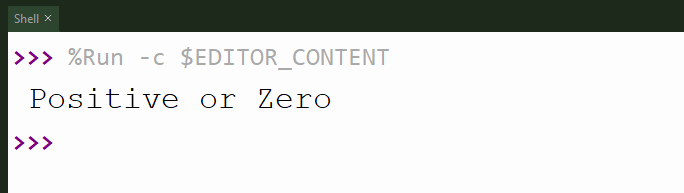 Shell ×
>>> %Run -c $EDITOR_CONTENT
Positive or Zero
>>>